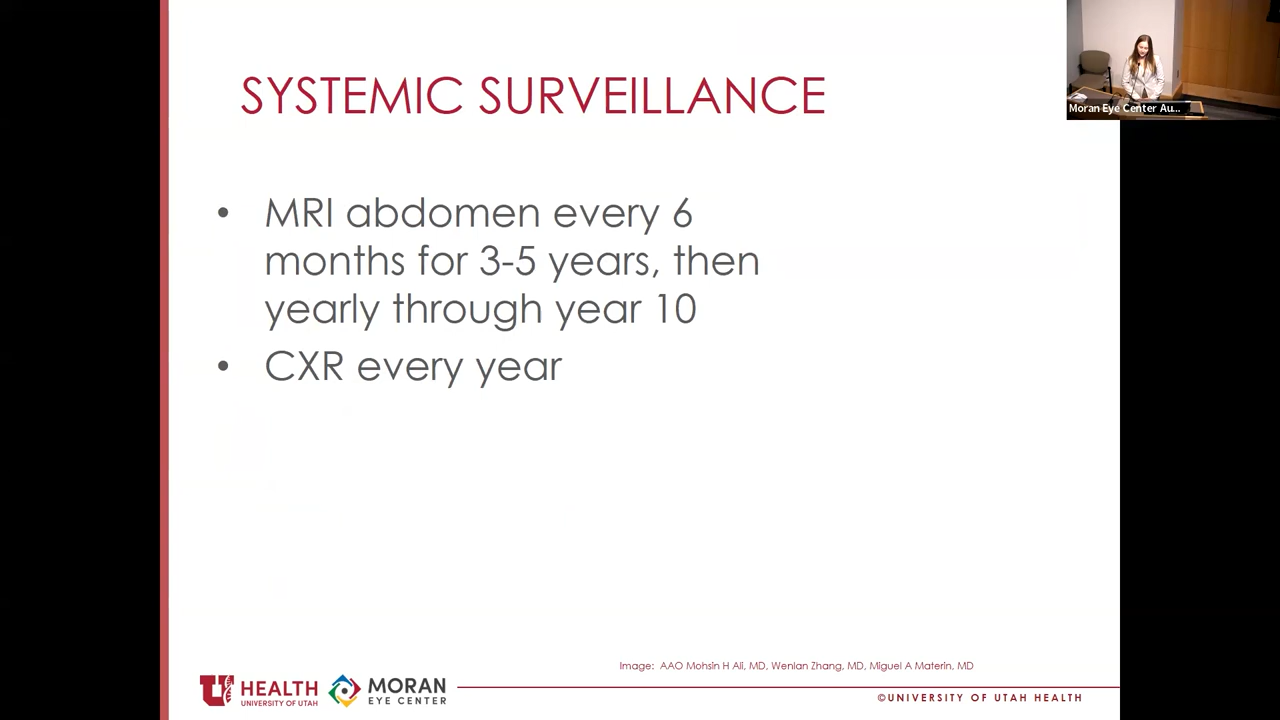 SYSTEMIC SURVEILLANCE
Moran Eye Center Au...
• MRI abdomen every 6
months for 3-5 years, then
yearly through year 10
• CXR every year
Image: AAO Mohsin H Ali, MD, Wenlan Zhang, MD, Miguel A Materin, MD
U HEALTH
UNIVERSITY OF UTAH
MORAN
EYE CENTER
©UNIVERSITY OF UTAH HEALTH